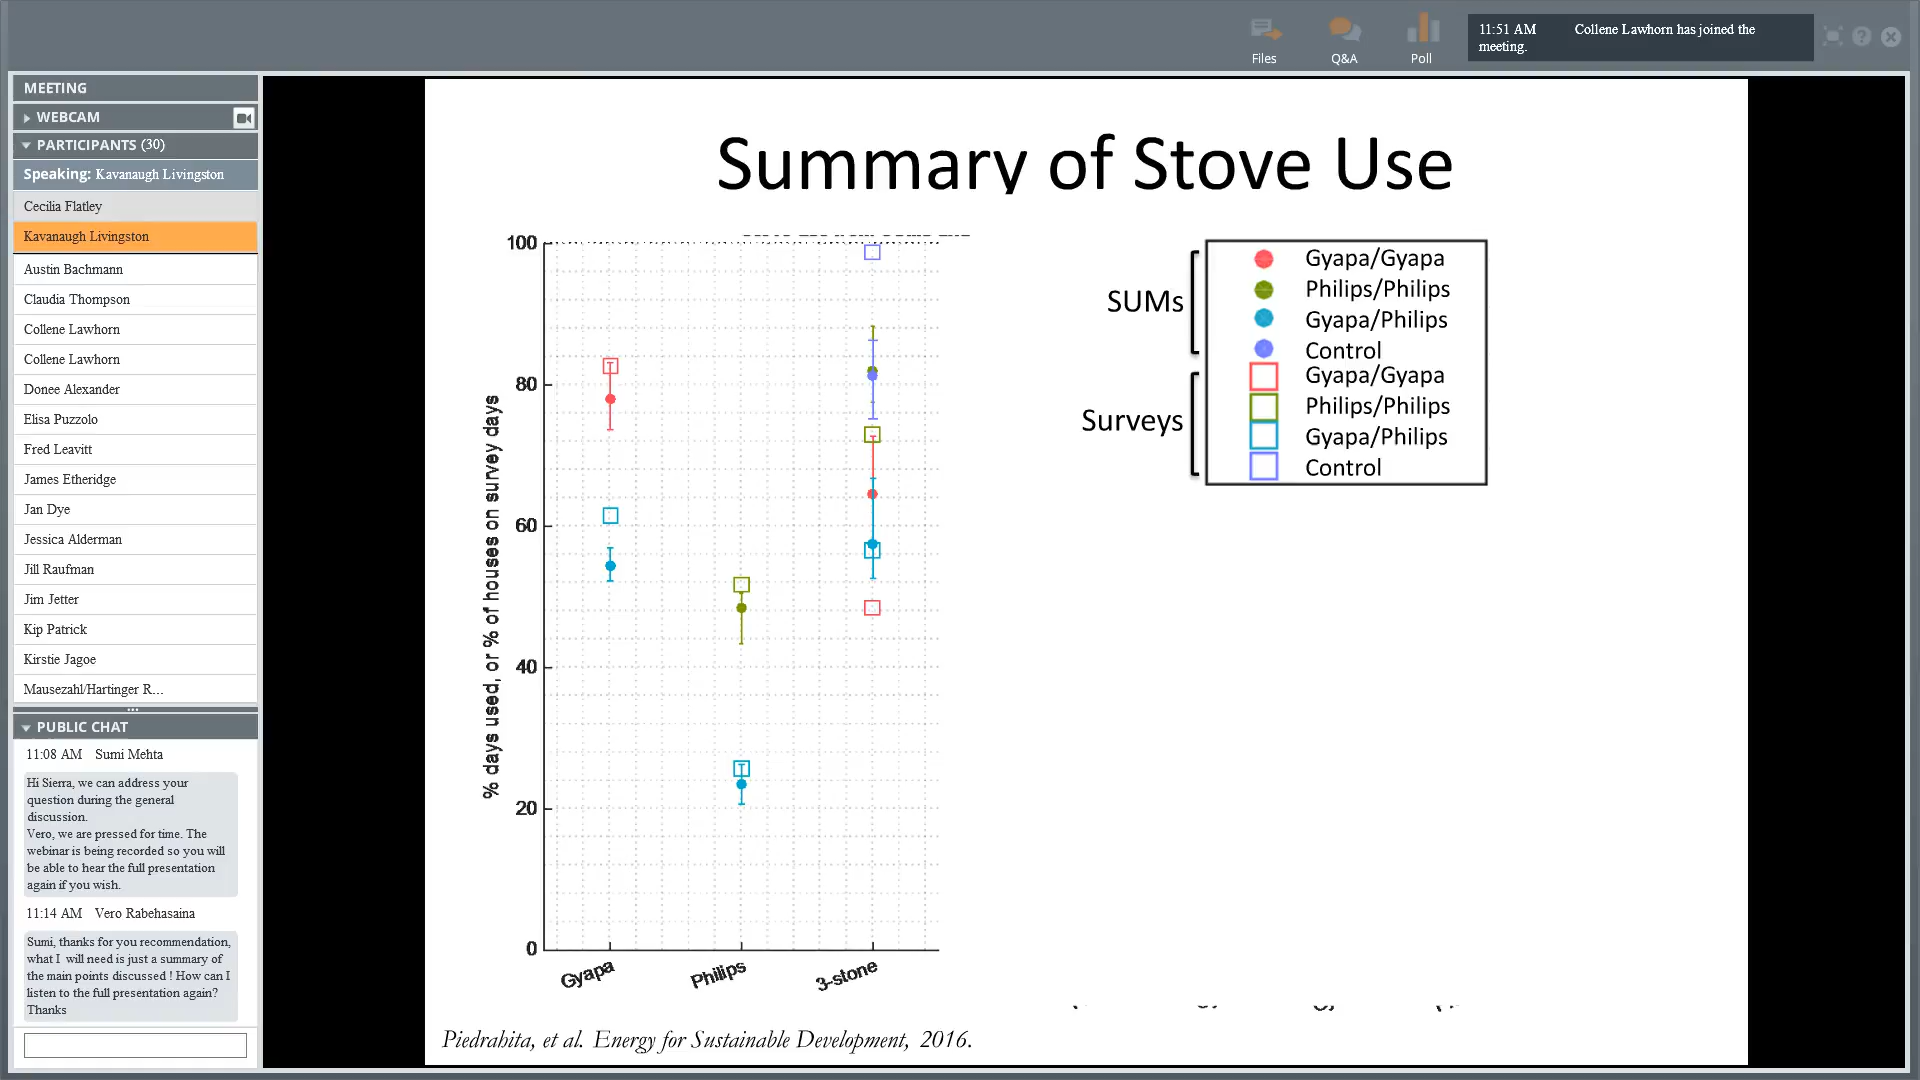 Files
Q&A
Poll
11:51 AM Collene Lawhorn has joined the
meeting.
MEETING
WEBCAM
PARTICIPANTS (30)
Speaking: Kavanaugh Livingston
Cecilia Flatley
Kavanaugh Livingston
Austin Bachmann
Claudia Thompson
Collene Lawhorn
Collene Lawhorn
Donee Alexander
Elisa Puzzolo
Fred Leavitt
James Etheridge
Jan Dye
Jessica Alderman
Jill Raufman
Jim Jetter
Kip Patrick
Kirstie Jagoe
Mausezahl/Hartinger R...
PUBLIC CHAT
11:08 AM Sumi Mehta
Hi Sierra, we can address your
question during the general
discussion.
Vero, we are pressed for time. The
webinar is being recorded so you will
be able to hear the full presentation
again if you wish.
11:14 AM Vero Rabehasaina
Sumi, thanks for you recommendation,
what I will need is just a summary of
the main points discussed ! How can I
listen to the full presentation again?
Thanks
Summary of Stove Use
% days used, or % of houses on survey days
100
80
60
40
20
0
Gyapa
Philips
3-stone
SUMs
Gyapa/Gyapa
Philips/Philips
Gyapa/Philips
Control
Surveys
Gyapa/Gyapa
Philips/Philips
Gyapa/Philips
Control
Piedrahita, et al. Energy for Sustainable Development, 2016.